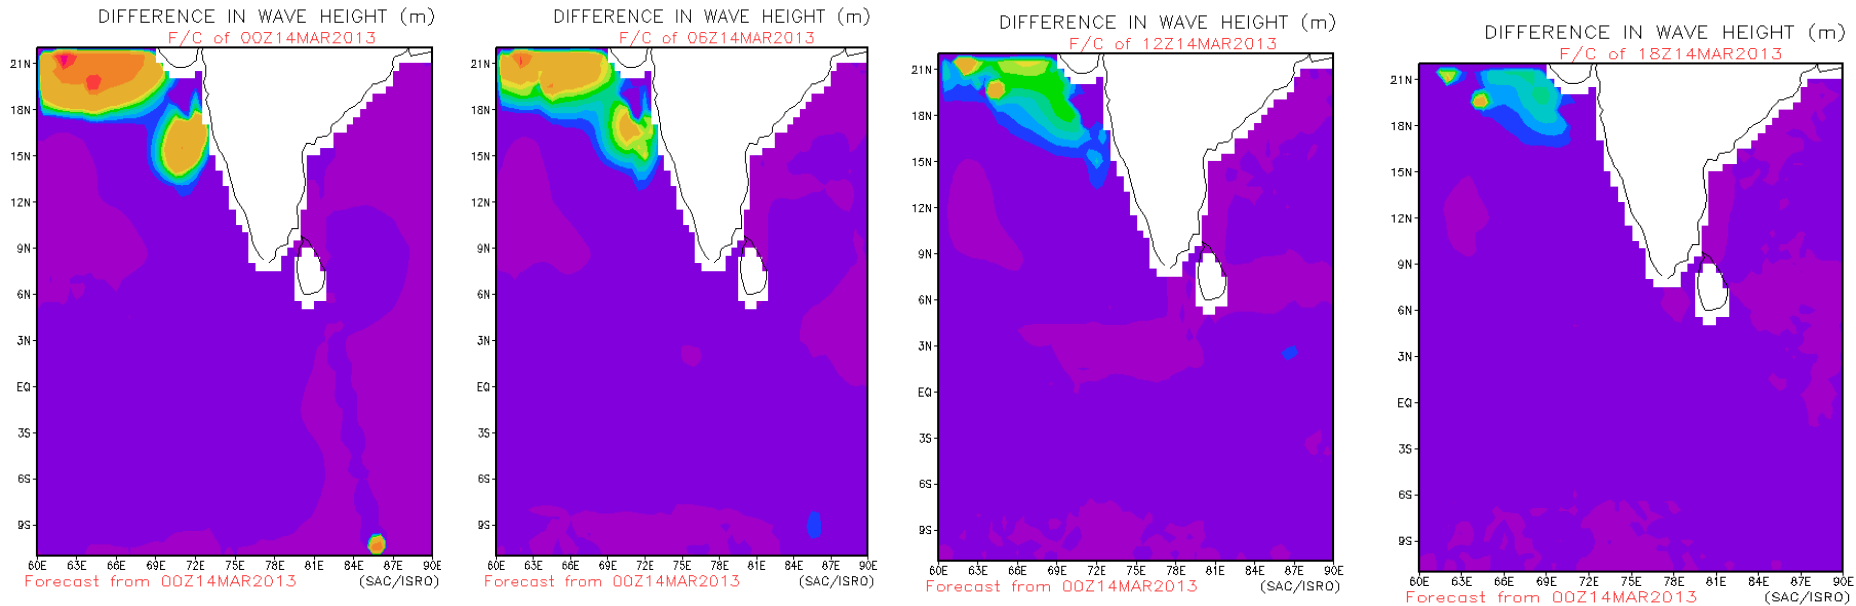 DIFFERENCE IN WAVE HEIGHT (m)
F/C of 00Z14MAR2013
21N
18N
15N
12N
9N
6N
3N
EQ
3S
6S
9S
60E 63E 66E 69E 72E 75E 78E 81E 84E 87E 90E
Forecast from 00Z14MAR2013 (SAC/ISRO)
DIFFERENCE IN WAVE HEIGHT (m)
F/C of 06Z14MAR2013
21N
18N
15N
12N
9N
6N
3N
EQ
3S
6S
9S
60E 63E 66E 69E 72E 75E 78E 81E 84E 87E 90E
Forecast from 00Z14MAR2013 (SAC/ISRO)
DIFFERENCE IN WAVE HEIGHT (m)
F/C of 12Z14MAR2013
21N
18N
15N
12N
9N
6N
3N
EQ
3S
6S
9S
60E 63E 66E 69E 72E 75E 78E 81E 84E 87E 90E
Forecast from 00Z14MAR2013 (SAC/ISRO)
DIFFERENCE IN WAVE HEIGHT (m)
F/C of 18Z14MAR2013
21N
18N
15N
12N
9N
6N
3N
EQ
3S
6S
9S
60E 63E 66E 69E 72E 75E 78E 81E 84E 87E 90E
Forecast from 00Z14MAR2013 (SAC/ISRO)